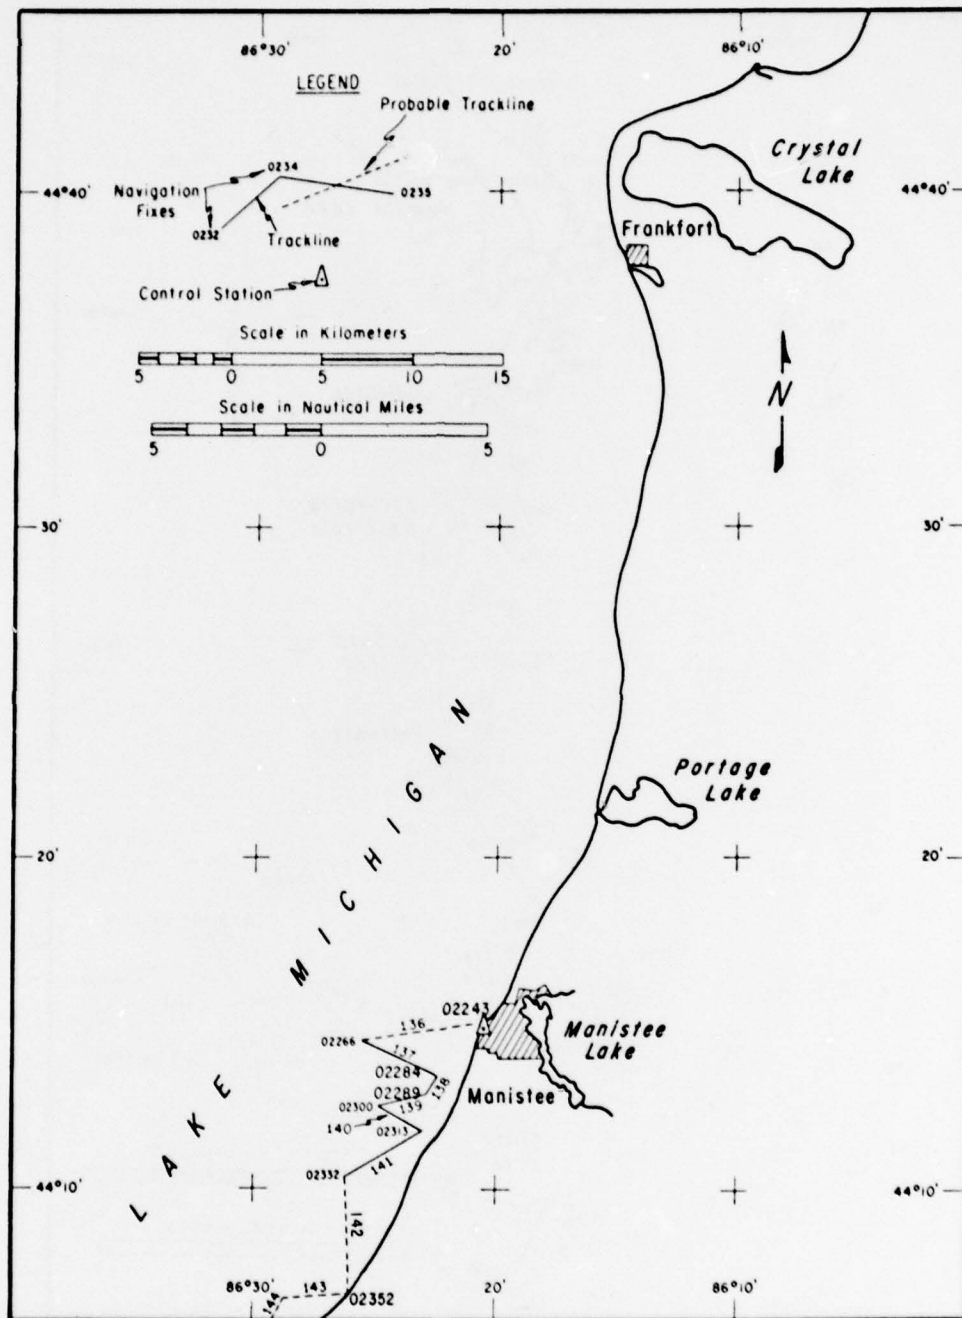 86°30'
20'
86°10'
LEGEND
Probable Trackline
0234
Navigation
Fixes
0235
0232
Trackline
Control Station
44°40'
44°40'
Crystal
Lake
Frankfort
Scale in Kilometers
5 0 5 10 15
Scale in Nautical Miles
5 0 5
N
30'
30'
LAKE MICHIGAN
Portage
Lake
20'
20'
02243
136
02266
137
02284
138
02289
02300
139
140
02313
Manistee
Lake
Manistee
02332
141
44°10'
44°10'
142
86°30'
143
144
02352
20'
86°10'